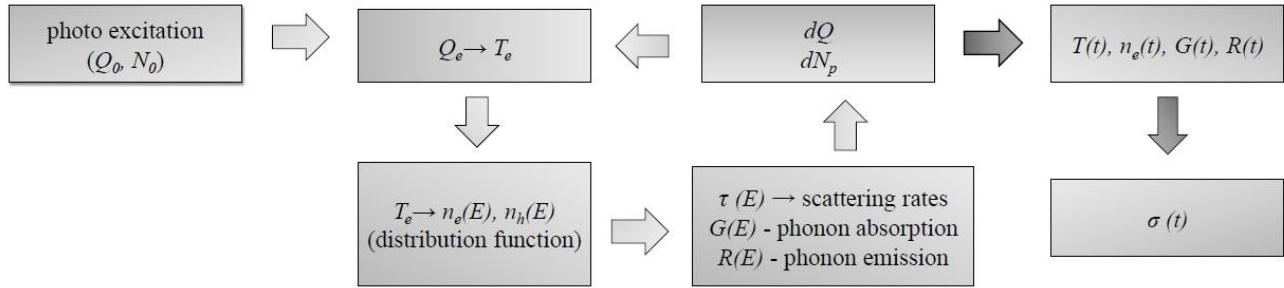 photo excitation
(Q₀, N₀)
Qₑ → Tₑ
dQ
dNₚ
T(t), nₑ(t), G(t), R(t)
Tₑ → nₑ(E), nₕ(E)
(distribution function)
τ (E) → scattering rates
G(E) - phonon absorption
R(E) - phonon emission
σ (t)